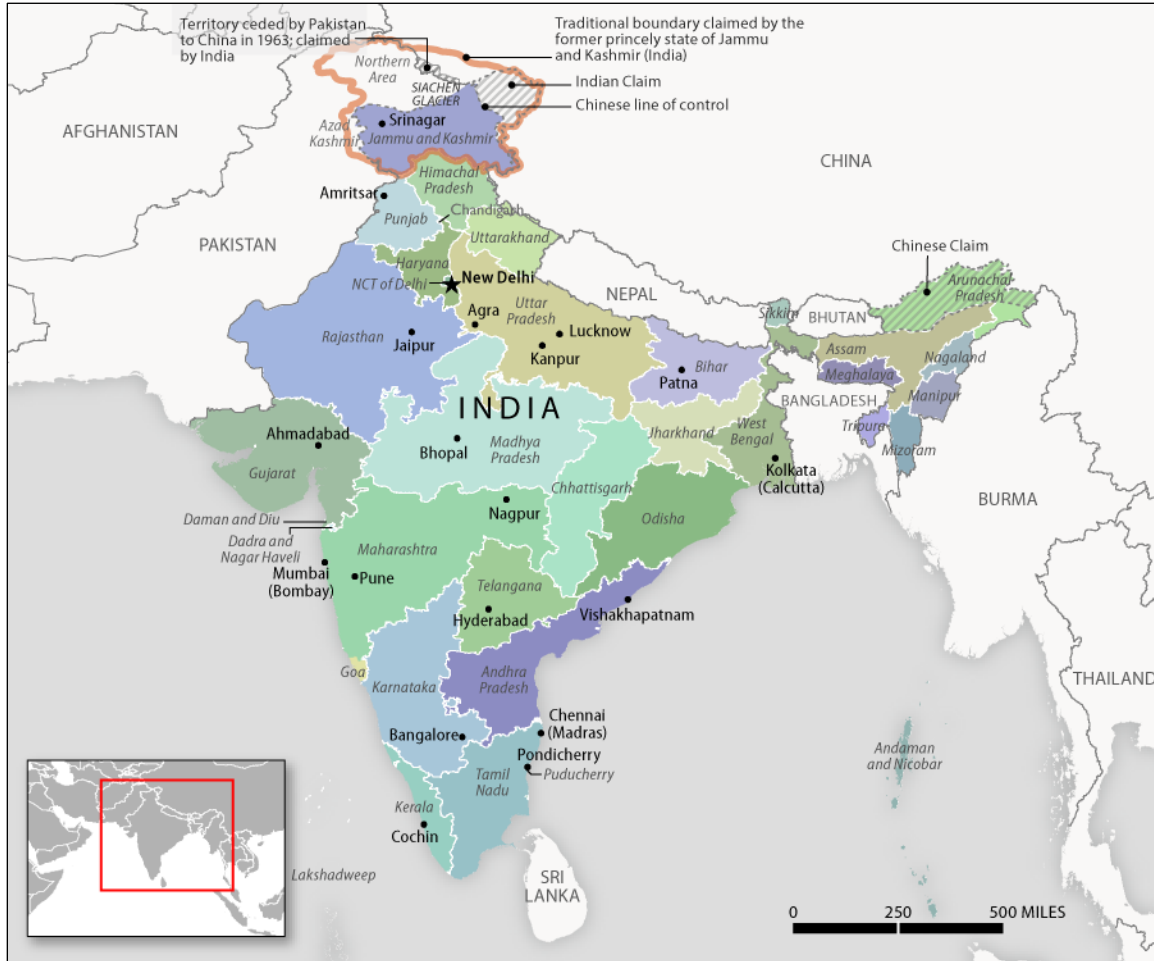 Territory ceded by Pakistan
to China in 1963; claimed
by India
Traditional boundary claimed by the
former princely state of Jammu
and Kashmir (India)
Northern
Area
SIACHEN
GLACIER
Indian Claim
Chinese line of control
AFGHANISTAN
Azad
Kashmir
Srinagar
Jammu and Kashmir
CHINA
Himachal
Pradesh
Amritsar
Punjab
Chandigarh
Uttarakhand
PAKISTAN
Haryana
NCT of Delhi
New Delhi
Chinese Claim
Arunachal
Pradesh
NEPAL
Sikkim
BHUTAN
Rajasthan
Jaipur
Agra
Uttar
Pradesh
Lucknow
Kanpur
Bihar
Patna
Assam
Nagaland
Meghalaya
Manipur
BANGLADESH
INDIA
Ahmadabad
Gujarat
Bhopal
Madhya
Pradesh
Jharkhand
West
Bengal
Tripura
Mizoram
Kolkata
(Calcutta)
Chhattisgarh
BURMA
Nagpur
Odisha
Daman and Diu
Dadra and
Nagar Haveli
Maharashtra
Mumbai
(Bombay)
Pune
Telangana
Hyderabad
Vishakhapatnam
Goa
Karnataka
Andhra
Pradesh
THAILAND
Bangalore
Chennai
(Madras)
Pondicherry
Puducherry
Tamil
Nadu
Andaman
and Nicobar
Kerala
Cochin
Lakshadweep
SRI
LANKA
0 250 500 MILES